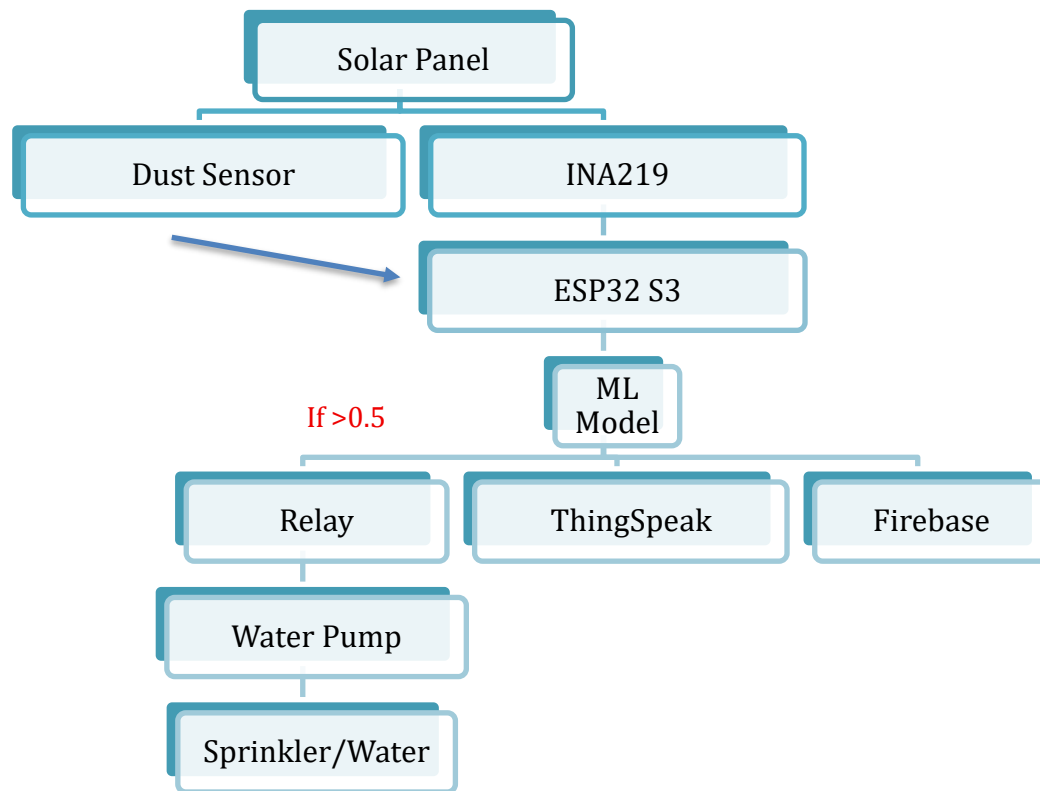 Solar Panel
Dust Sensor
INA219
ESP32 S3
ML
Model
If >0.5
Relay
ThingSpeak
Firebase
Water Pump
Sprinkler/Water